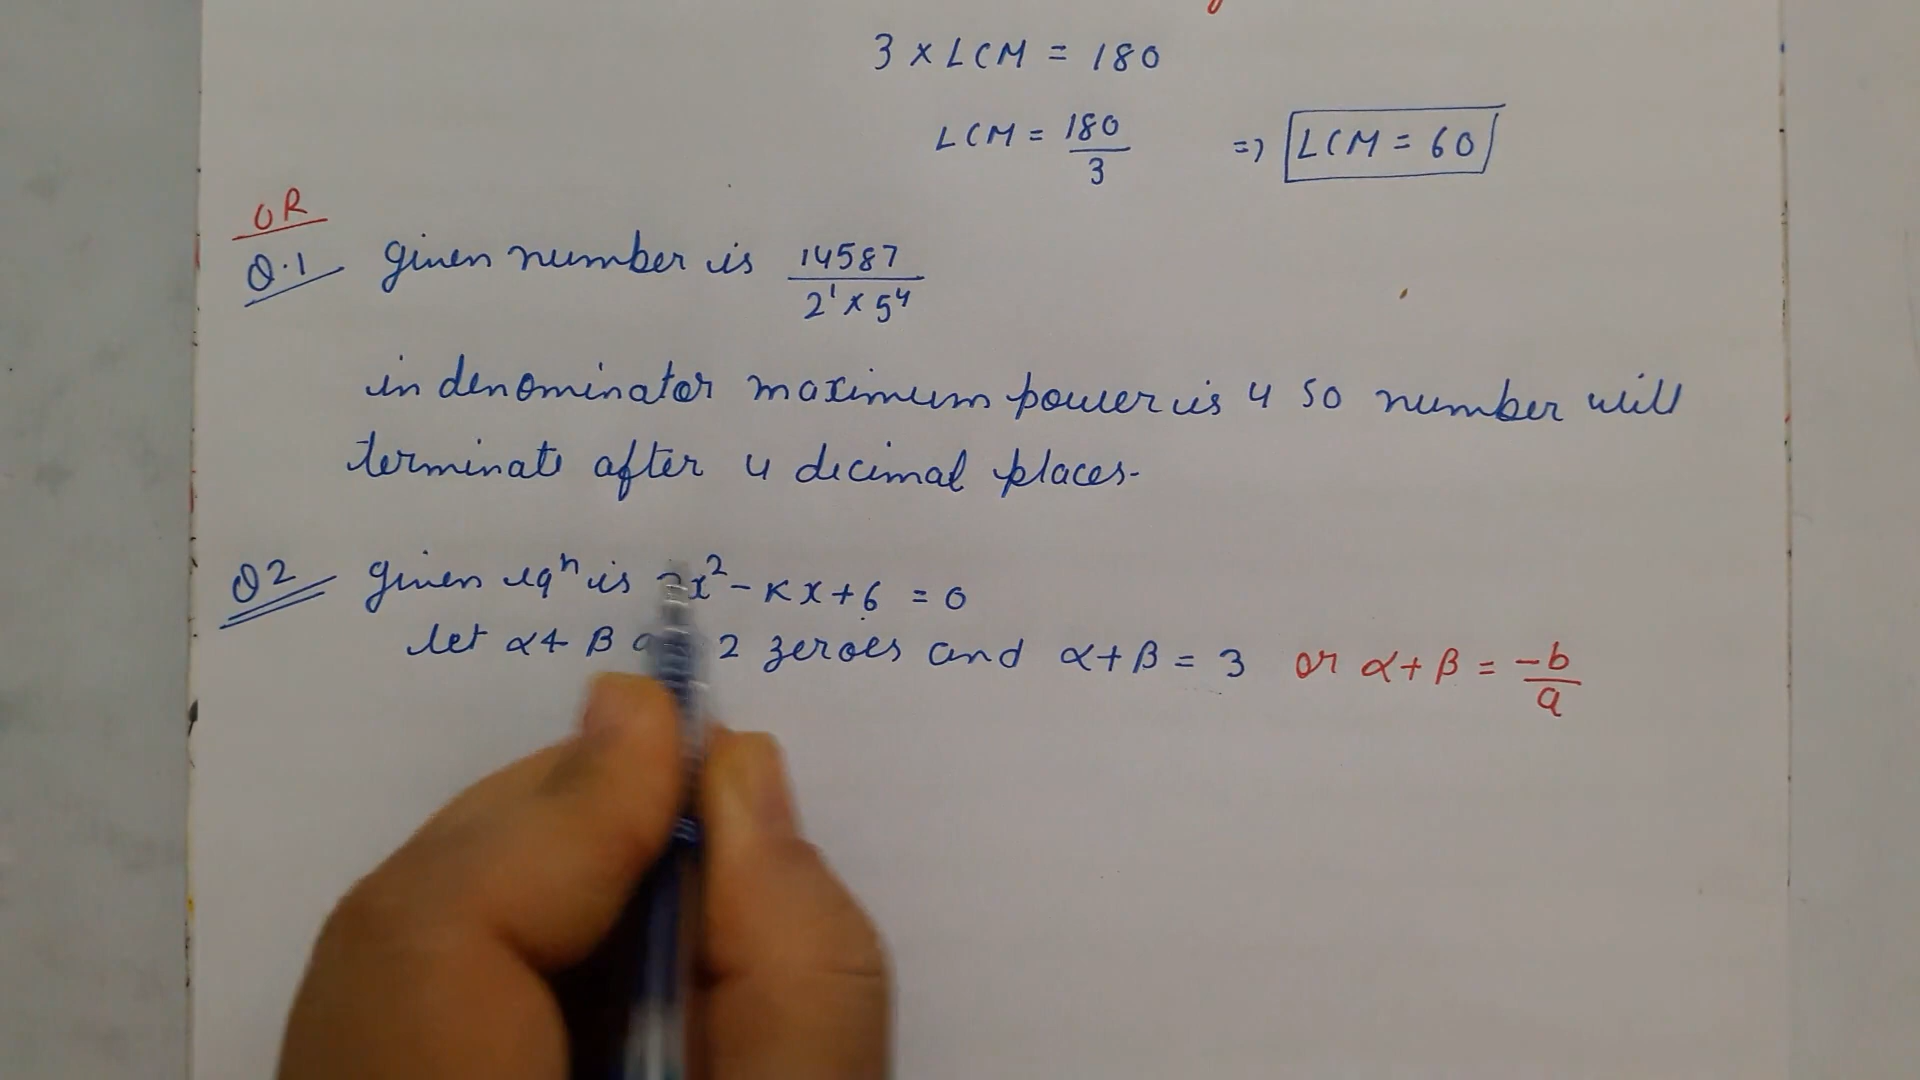 3 x LCM = 180
LCM = 180/3 => LCM = 60
OR
Q.1 given number is 14587/2¹ x 5⁴
in denominator maximum power is 4 so number will
terminate after 4 decimal places.
Q2 given eqⁿ is x² - kx + 6 = 0
let α & β 2 zeroes and α + β = 3 or α + β = -b/a